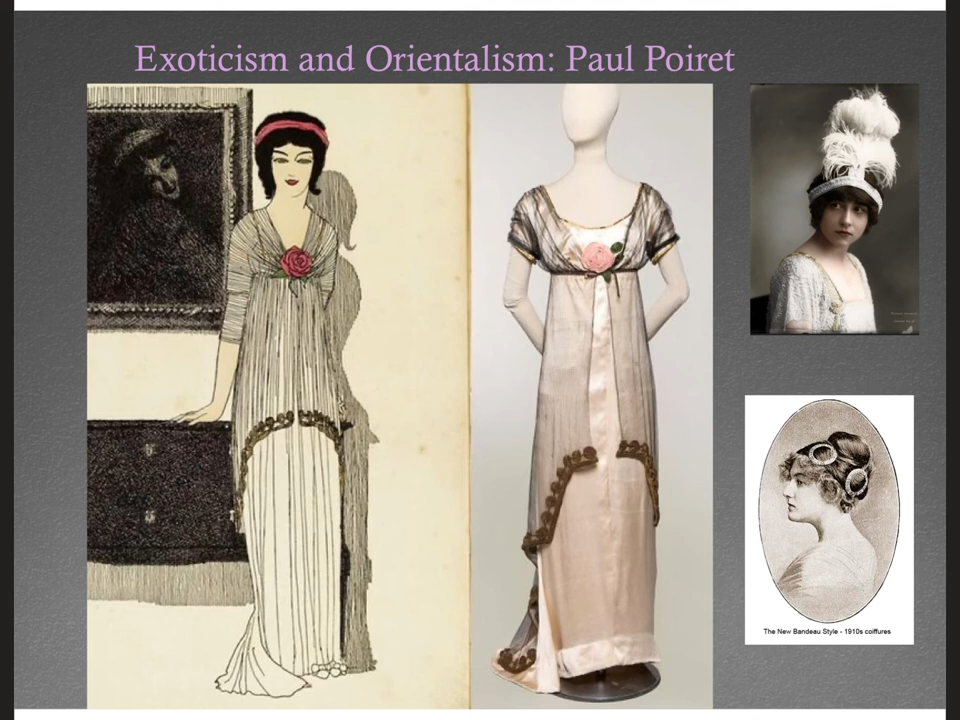 Exoticism and Orientalism: Paul Poiret
The New Bandeau Style - 1910s coiffures